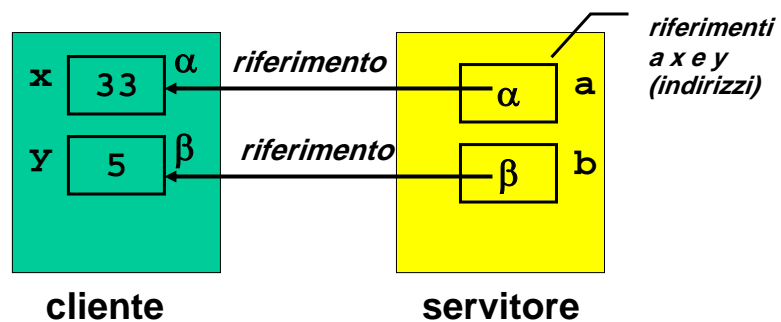 riferimenti
a x e y
(indirizzi)
x 33 α riferimento α a
y 5 β riferimento β b
cliente servitore